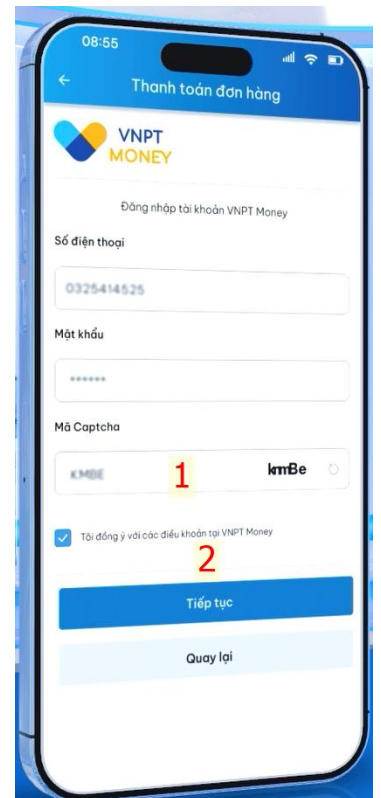 08:55
Thanh toán đơn hàng
VNPT
MONEY
Đăng nhập tài khoản VNPT Money
Số điện thoại
0325414525
Mật khẩu
******
Mã Captcha
KMBE 1 kmBe
Tôi đồng ý với các điều khoản tại VNPT Money
2
Tiếp tục
Quay lại